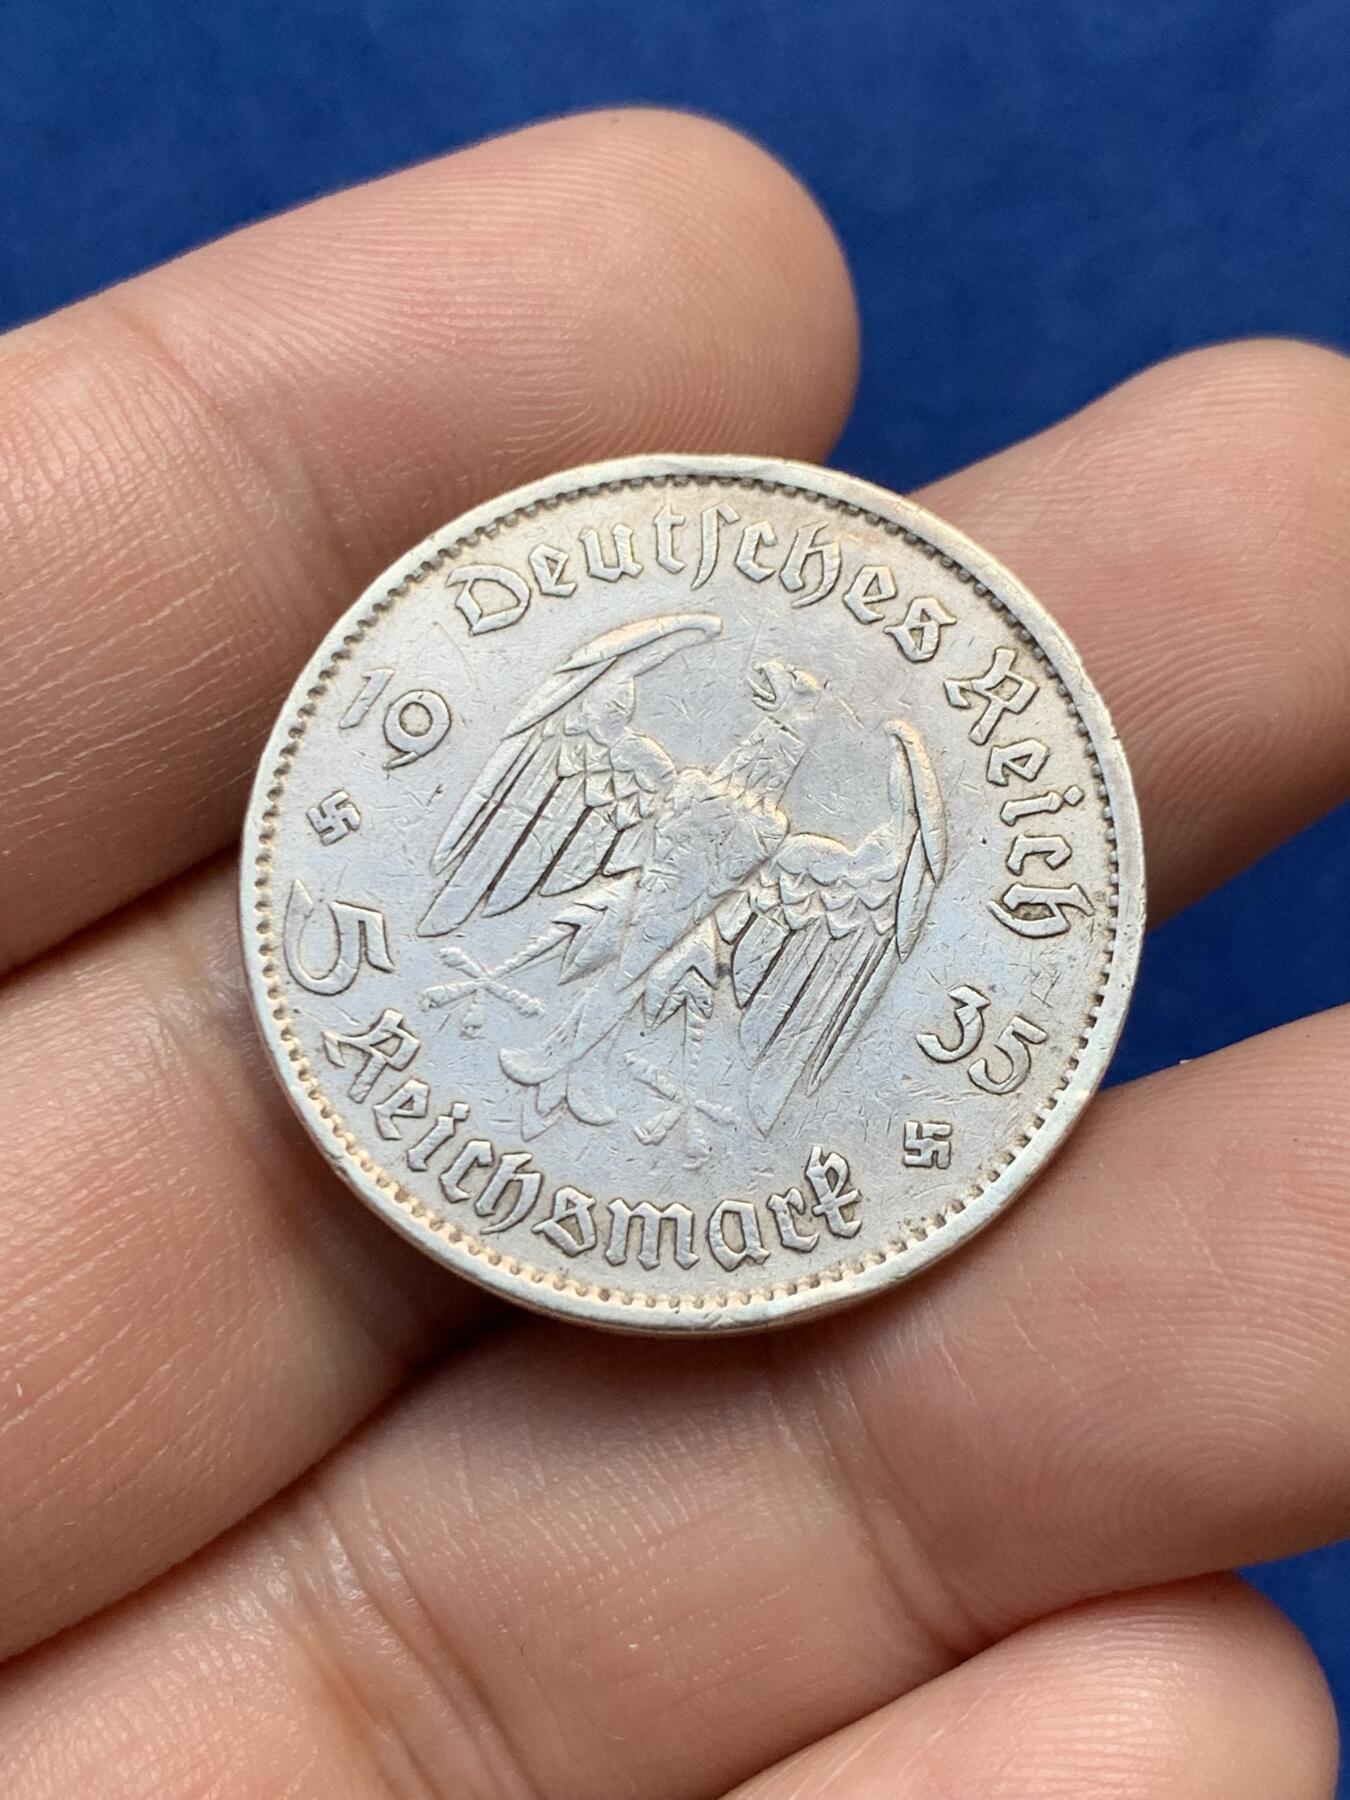 Deutſches Reich
19 35
5 Reichsmark